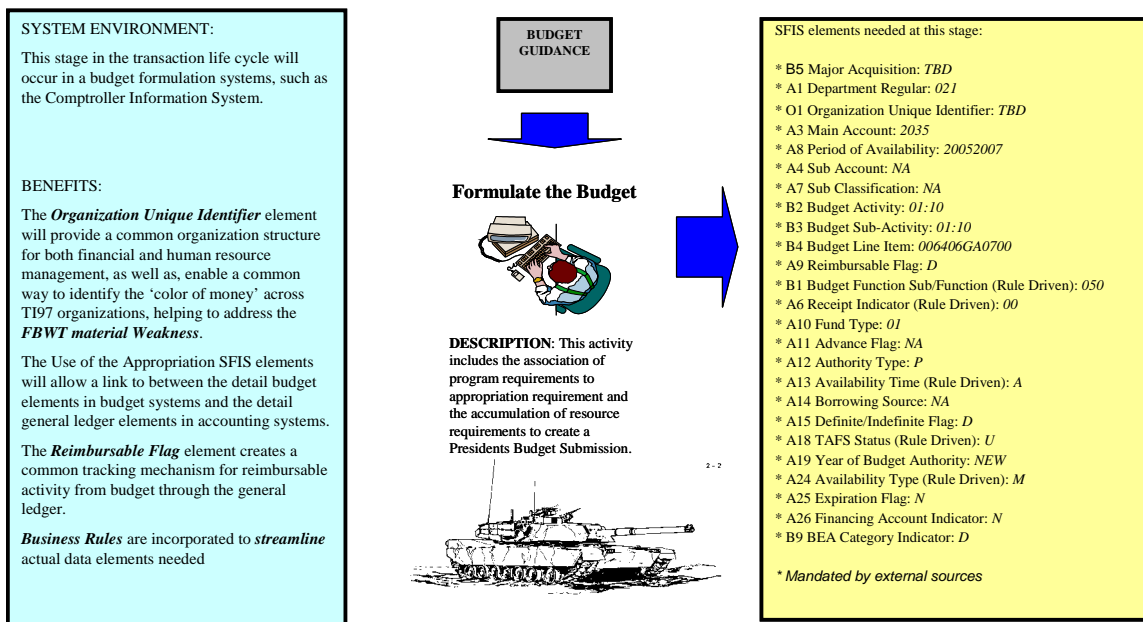 SYSTEM ENVIRONMENT:
This stage in the transaction life cycle will
occur in a budget formulation systems, such as
the Comptroller Information System.
BENEFITS:
The Organization Unique Identifier element
will provide a common organization structure
for both financial and human resource
management, as well as, enable a common
way to identify the ‘color of money’ across
TI97 organizations, helping to address the
FBWT material Weakness.
The Use of the Appropriation SFIS elements
will allow a link to between the detail budget
elements in budget systems and the detail
general ledger elements in accounting systems.
The Reimbursable Flag element creates a
common tracking mechanism for reimbursable
activity from budget through the general
ledger.
Business Rules are incorporated to streamline
actual data elements needed
BUDGET
GUIDANCE
Formulate the Budget
DESCRIPTION: This activity
includes the association of
program requirements to
appropriation requirement and
the accumulation of resource
requirements to create a
Presidents Budget Submission.
2 - 2
SFIS elements needed at this stage:
* B5 Major Acquisition: TBD
* A1 Department Regular: 021
* O1 Organization Unique Identifier: TBD
* A3 Main Account: 2035
* A8 Period of Availability: 20052007
* A4 Sub Account: NA
* A7 Sub Classification: NA
* B2 Budget Activity: 01:10
* B3 Budget Sub-Activity: 01:10
* B4 Budget Line Item: 006406GA0700
* A9 Reimbursable Flag: D
* B1 Budget Function Sub/Function (Rule Driven): 050
* A6 Receipt Indicator (Rule Driven): 00
* A10 Fund Type: 01
* A11 Advance Flag: NA
* A12 Authority Type: P
* A13 Availability Time (Rule Driven): A
* A14 Borrowing Source: NA
* A15 Definite/Indefinite Flag: D
* A18 TAFS Status (Rule Driven): U
* A19 Year of Budget Authority: NEW
* A24 Availability Type (Rule Driven): M
* A25 Expiration Flag: N
* A26 Financing Account Indicator: N
* B9 BEA Category Indicator: D
* Mandated by external sources